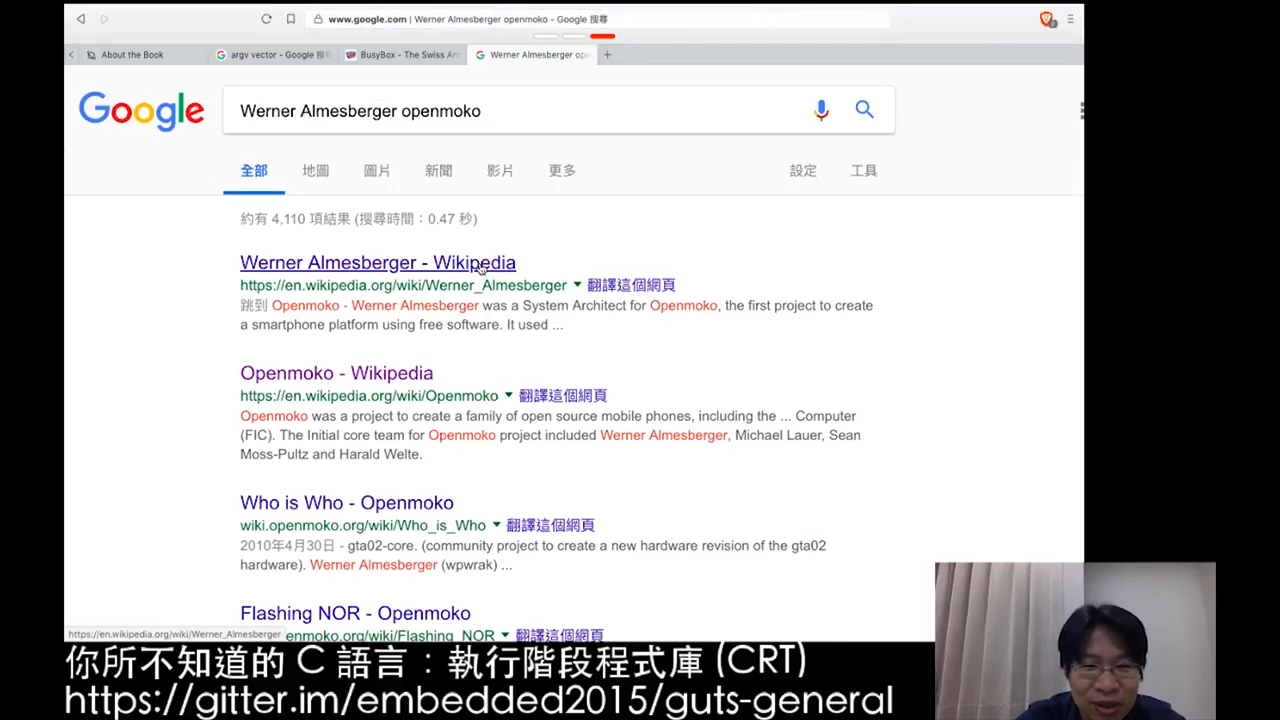 www.google.com | Werner Almesberger openmoko - Google 搜尋
About the Book
argv vector - Google 搜尋
BusyBox - The Swiss Arm
Werner Almesberger ope
Google
Werner Almesberger openmoko
全部 地圖 圖片 新聞 影片 更多 設定 工具
約有 4,110 項結果 (搜尋時間：0.47 秒)
Werner Almesberger - Wikipedia
https://en.wikipedia.org/wiki/Werner_Almesberger 翻譯這個網頁
跳到 Openmoko - Werner Almesberger was a System Architect for Openmoko, the first project to create
a smartphone platform using free software. It used ...
Openmoko - Wikipedia
https://en.wikipedia.org/wiki/Openmoko 翻譯這個網頁
Openmoko was a project to create a family of open source mobile phones, including the ... Computer
(FIC). The Initial core team for Openmoko project included Werner Almesberger, Michael Lauer, Sean
Moss-Pultz and Harald Welte.
Who is Who - Openmoko
wiki.openmoko.org/wiki/Who_is_Who 翻譯這個網頁
2010年4月30日 - gta02-core. (community project to create a new hardware revision of the gta02
hardware). Werner Almesberger (wpwrak) ...
Flashing NOR - Openmoko
enmoko.org/wiki/Flashing_NOR 翻譯這個網頁
https://en.wikipedia.org/wiki/Werner_Almesberger
你所不知道的 C 語言：執行階段程式庫 (CRT)
https://gitter.im/embedded2015/guts-general